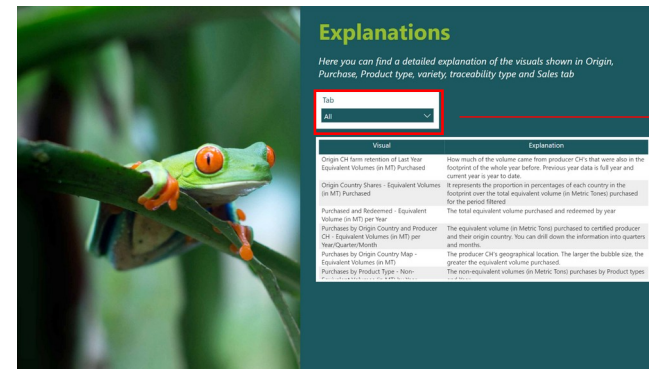 Explanations
Here you can find a detailed explanation of the visuals shown in Origin,
Purchase, Product type, variety, traceability type and Sales tab
Tab
All
Visual Explanation
Origin CH farm retention of Last Year How much of the volume came from producer CH's that were also in the
Equivalent Volumes (in MT) Purchased footprint of the whole year before. Previous year data is full year and
current year is year to date.
Origin Country Shares - Equivalent Volumes It represents the proportion in percentages of each country in the
(in MT) Purchased footprint over the total equivalent volume (in Metric Tones) purchased
for the period filtered
Purchased and Redeemed - Equivalent The total equivalent volume purchased and redeemed by year
Volume (in MT) per Year
Purchases by Origin Country and Producer The equivalent volume (in Metric Tons) purchased to certified producer
CH - Equivalent Volumes (in MT) per and their origin country. You can drill down the information into quarters
Year/Quarter/Month and months.
Purchases by Origin Country Map - The producer CH's geographical location. The larger the bubble size, the
Equivalent Volumes (in MT) greater the equivalent volume purchased.
Purchases by Product Type - Non- The non-equivalent volumes (in Metric Tons) purchases by Product types